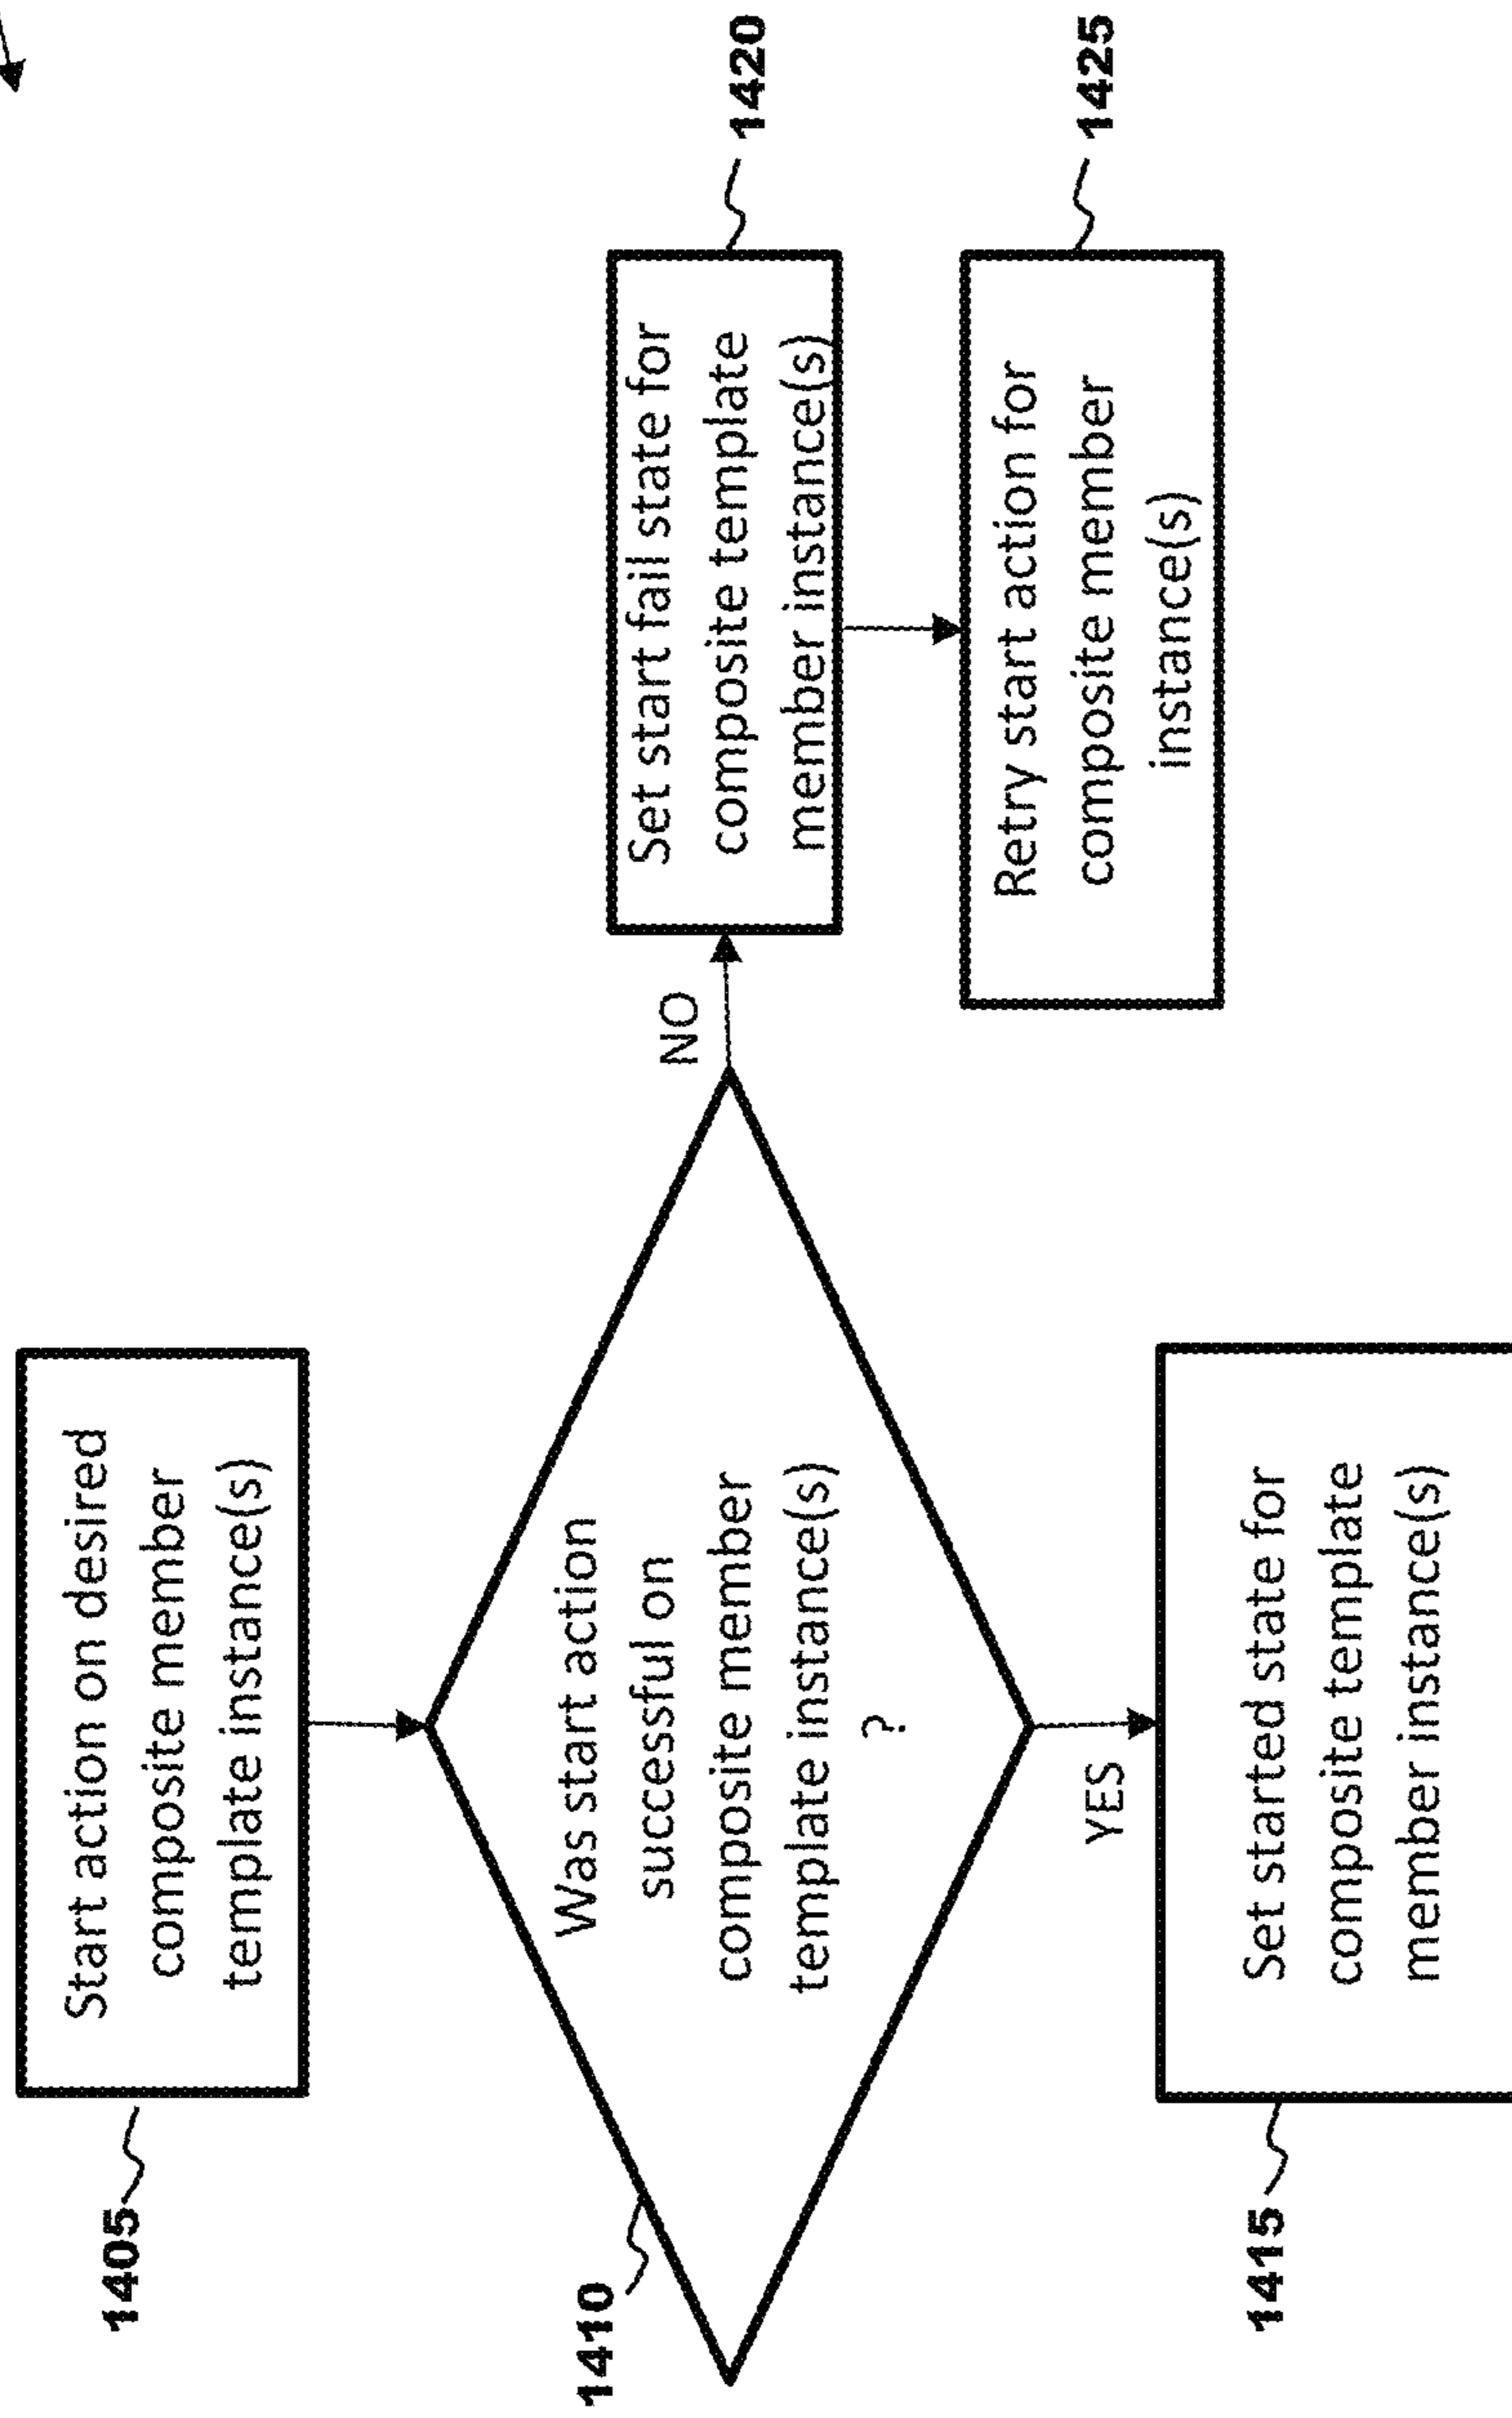 1405
Start action on desired
composite member
template instance(s)
1410
Was start action
successful on
composite member
template instance(s)
?
NO
1420
Set start fail state for
composite template
member instance(s)
1425
Retry start action for
composite member
instance(s)
YES
1415
Set started state for
composite template
member instance(s)